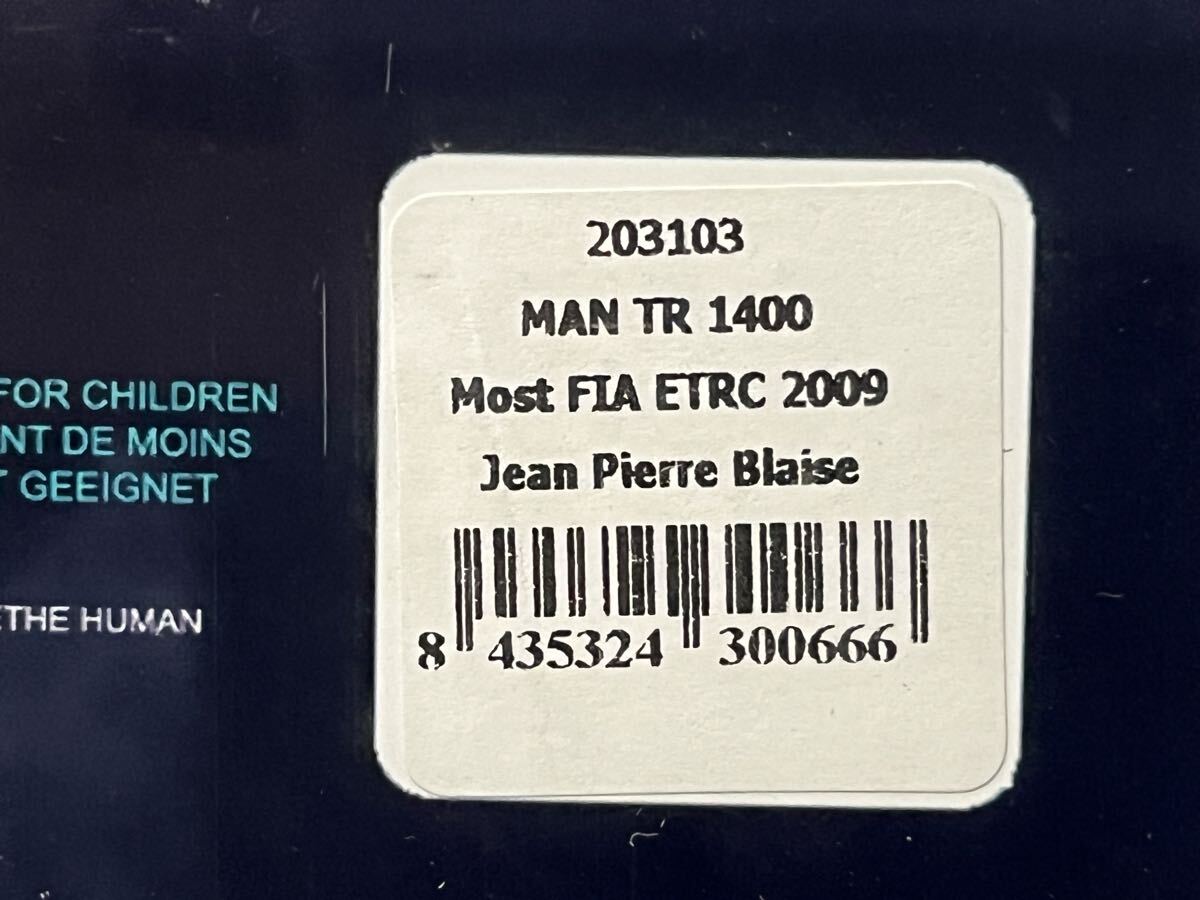 203103
MAN TR 1400
Most FIA ETRC 2009
Jean Pierre Blaise
8 435324 300666
FOR CHILDREN
NT DE MOINS
T GEEIGNET
ETHE HUMAN